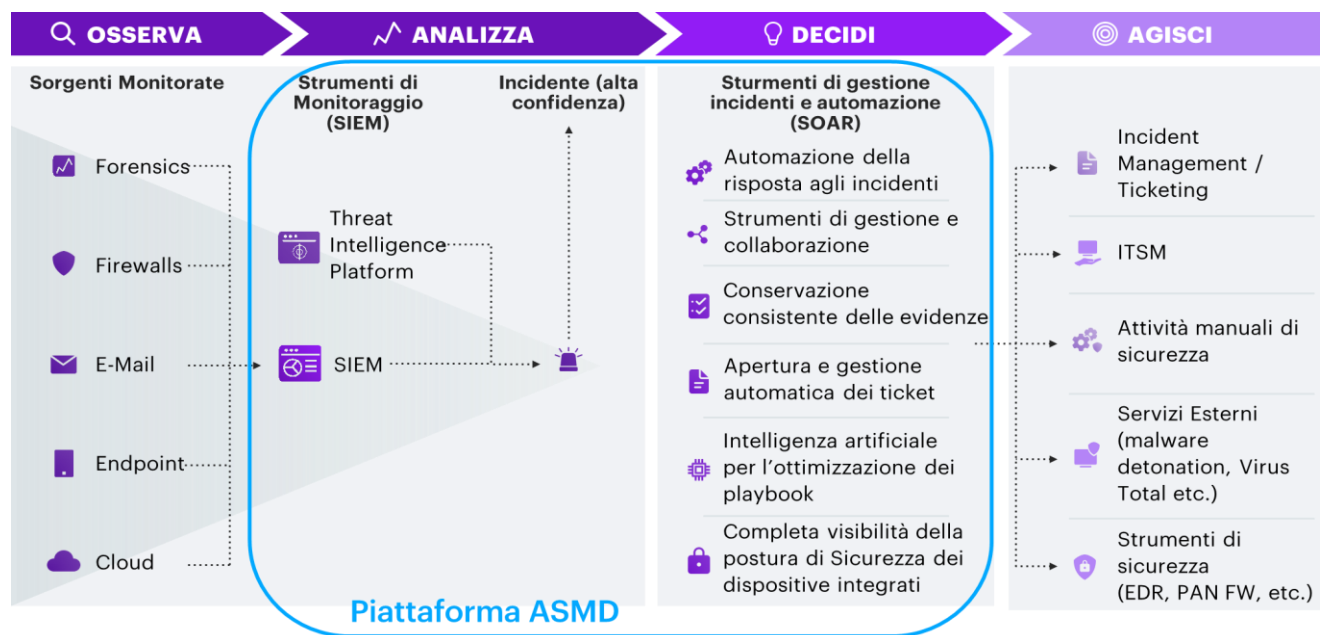 OSSERVA
ANALIZZA
DECIDI
AGISCI
Sorgenti Monitorate
Forensics
Firewalls
E-Mail
Endpoint
Cloud
Strumenti di
Monitoraggio
(SIEM)
Threat
Intelligence
Platform
SIEM
Incidente (alta
confidenza)
Sturmenti di gestione
incidenti e automazione
(SOAR)
Automazione della
risposta agli incidenti
Strumenti di gestione e
collaborazione
Conservazione
consistente delle evidenze
Apertura e gestione
automatica dei ticket
Intelligenza artificiale
per l’ottimizzazione dei
playbook
Completa visibilità della
postura di Sicurezza dei
dispositive integrati
Incident
Management /
Ticketing
ITSM
Attività manuali di
sicurezza
Servizi Esterni
(malware
detonation, Virus
Total etc.)
Strumenti di
sicurezza
(EDR, PAN FW, etc.)
Piattaforma ASMD